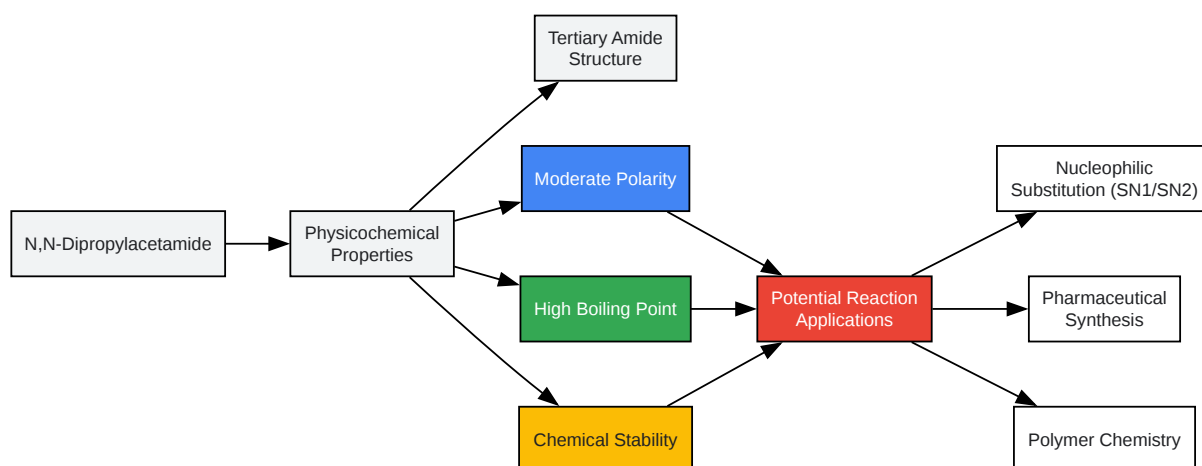 Tertiary Amide
Structure
Moderate Polarity
Nucleophilic
Substitution (SN1/SN2)
N,N-Dipropylacetamide
Physicochemical
Properties
High Boiling Point
Potential Reaction
Applications
Pharmaceutical
Synthesis
Chemical Stability
Polymer Chemistry